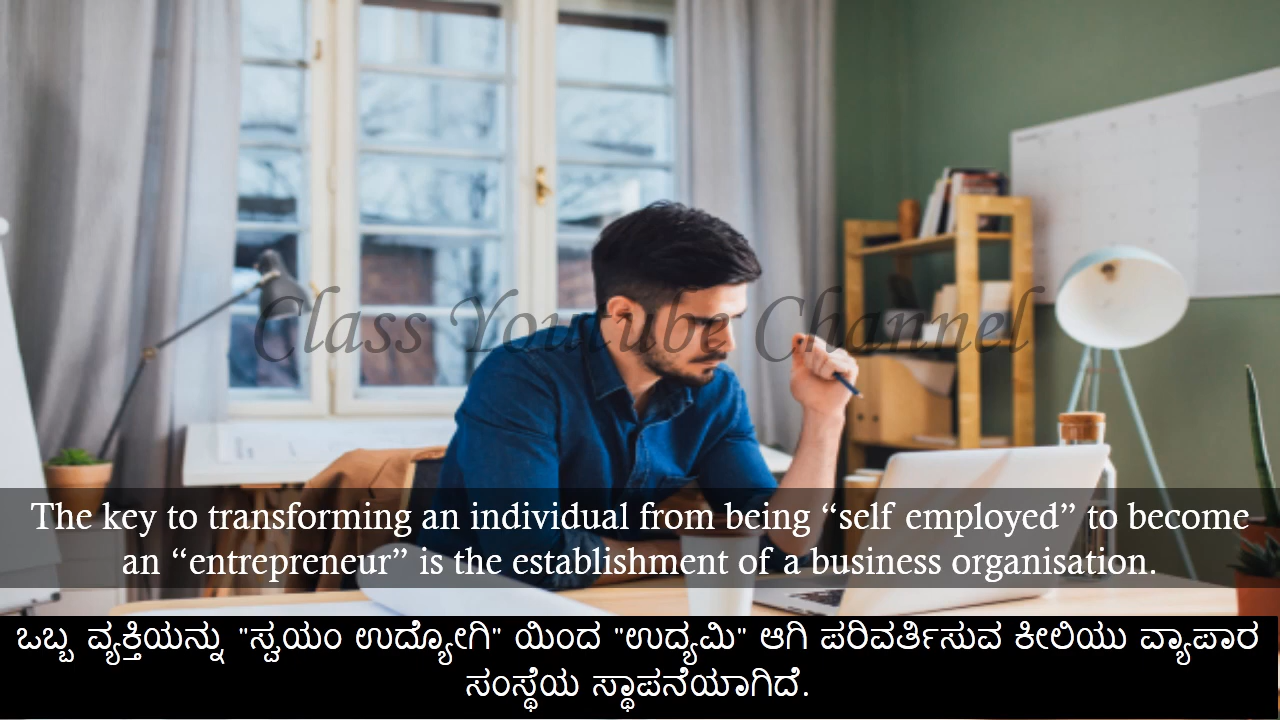 Class Youtube Channel
The key to transforming an individual from being “self employed” to become
an “entrepreneur” is the establishment of a business organisation.
ಒಬ್ಬ ವ್ಯಕ್ತಿಯನ್ನು "ಸ್ವಯಂ ಉದ್ಯೋಗಿ" ಯಿಂದ "ಉದ್ಯಮಿ" ಆಗಿ ಪರಿವರ್ತಿಸುವ ಕೀಲಿಯು ವ್ಯಾಪಾರ
ಸಂಸ್ಥೆಯ ಸ್ಥಾಪನೆಯಾಗಿದೆ.